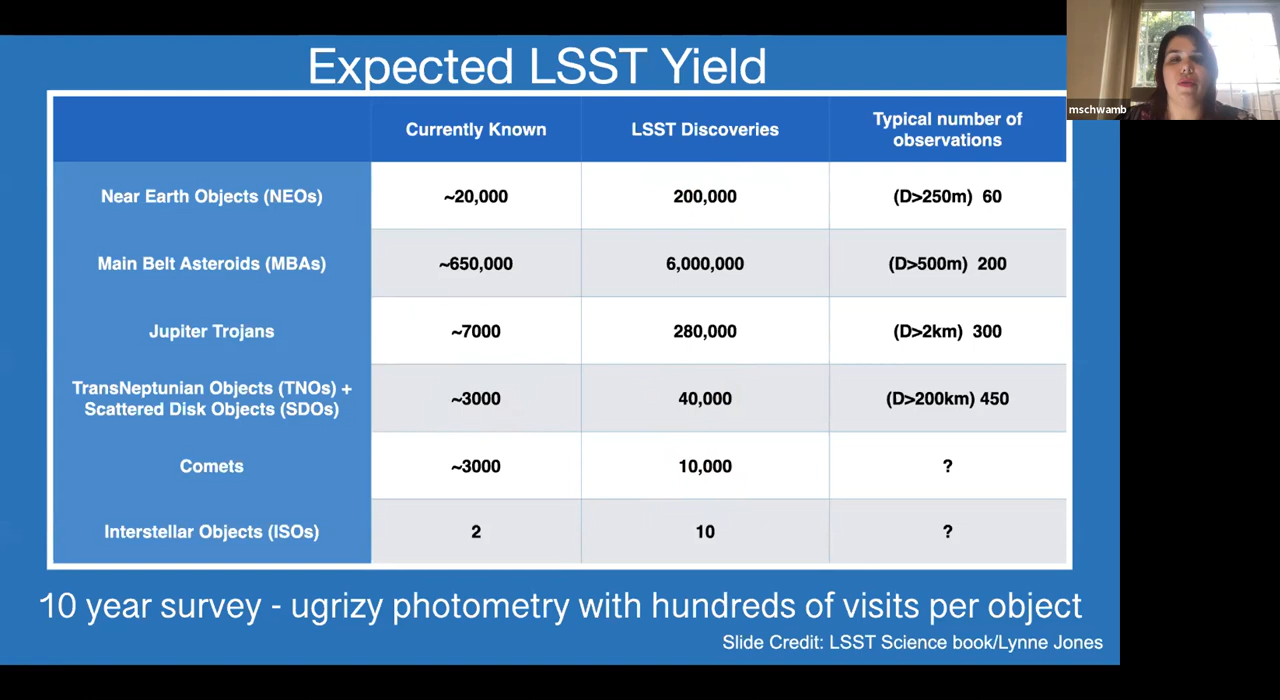 Expected LSST Yield
mschwamb
Currently Known LSST Discoveries Typical number of
observations
Near Earth Objects (NEOs) ~20,000 200,000 (D>250m) 60
Main Belt Asteroids (MBAs) ~650,000 6,000,000 (D>500m) 200
Jupiter Trojans ~7000 280,000 (D>2km) 300
TransNeptunian Objects (TNOs) +
Scattered Disk Objects (SDOs) ~3000 40,000 (D>200km) 450
Comets ~3000 10,000 ?
Interstellar Objects (ISOs) 2 10 ?
10 year survey - ugrizy photometry with hundreds of visits per object
Slide Credit: LSST Science book/Lynne Jones